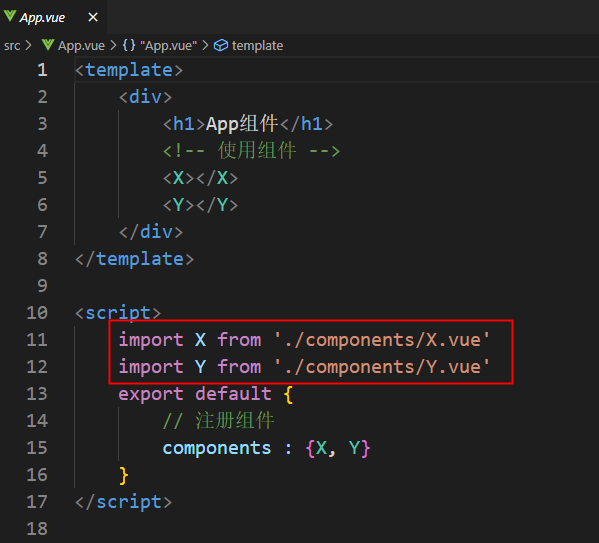 App.vue ×
src > App.vue > {} "App.vue" > template
1 <template>
2 <div>
3 <h1>App组件</h1>
4 <!-- 使用组件 -->
5 <X></X>
6 <Y></Y>
7 </div>
8 </template>
9
10 <script>
11 import X from './components/X.vue'
12 import Y from './components/Y.vue'
13 export default {
14 // 注册组件
15 components : {X, Y}
16 }
17 </script>
18